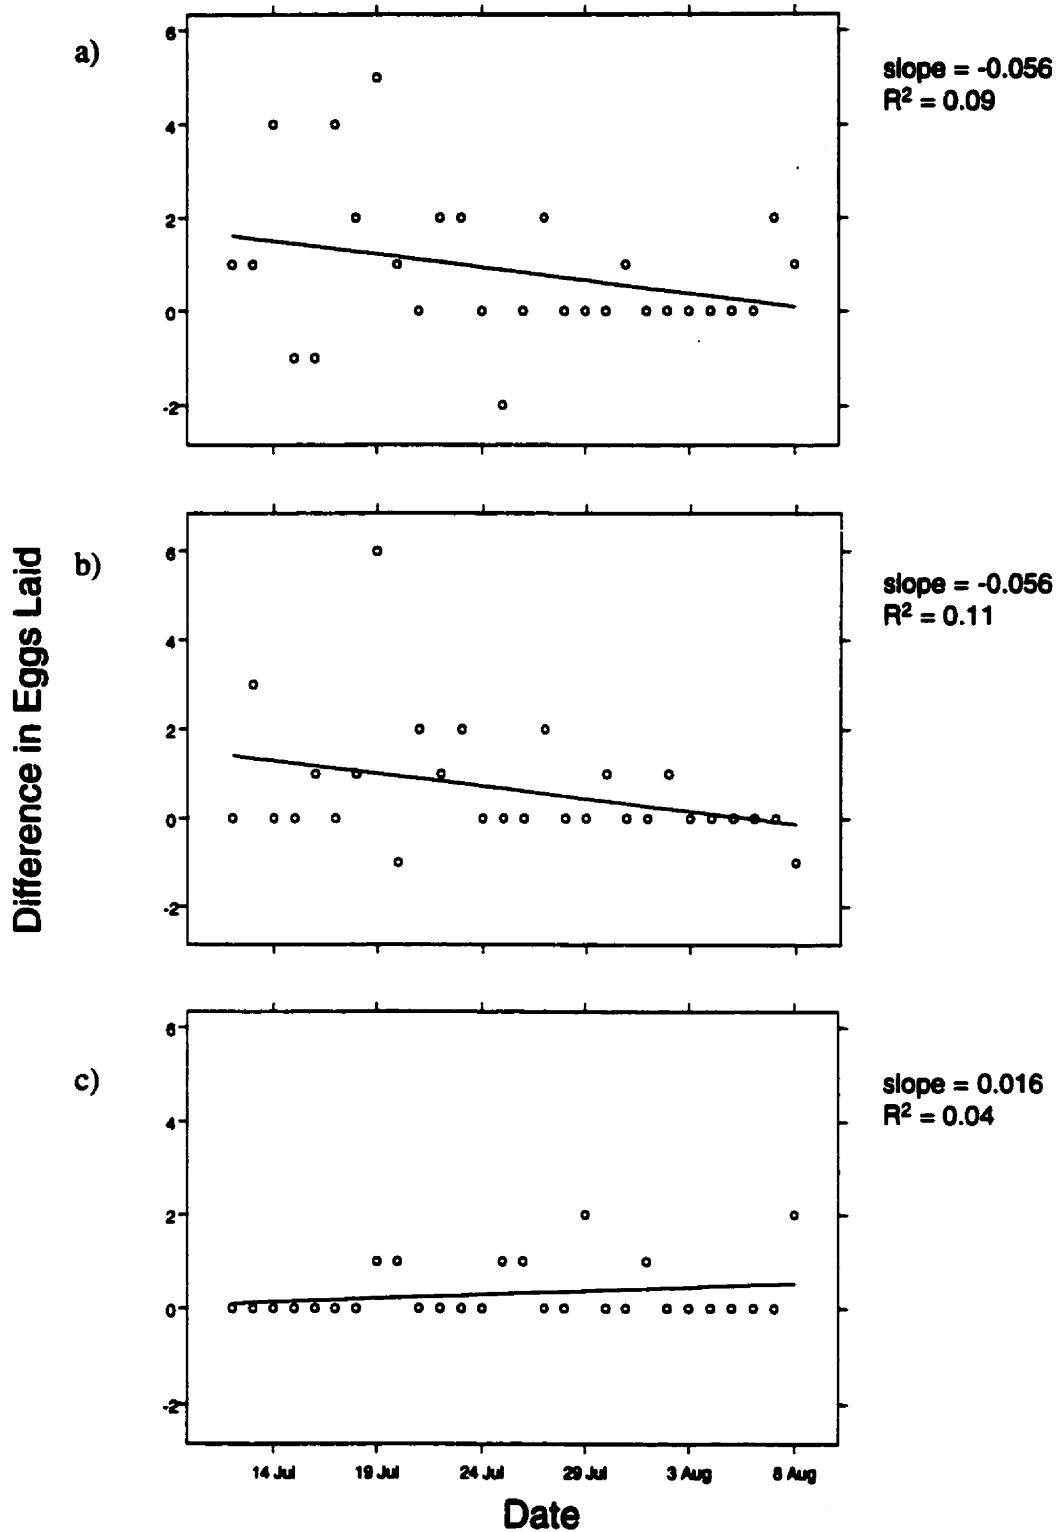 a)
6
4
2
0
-2
slope = -0.056
R² = 0.09
b)
6
4
2
0
-2
slope = -0.056
R² = 0.11
c)
6
4
2
0
-2
slope = 0.016
R² = 0.04
14 Jul
19 Jul
24 Jul
29 Jul
3 Aug
8 Aug
Date
Difference in Eggs Laid